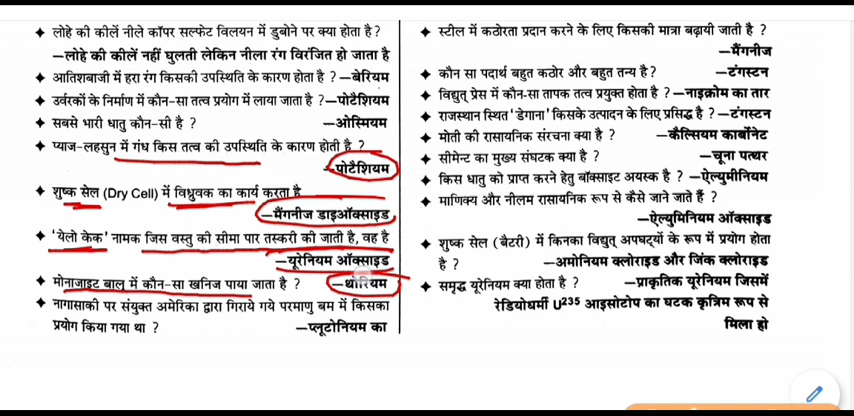 ✦ लोहे की कीलें नीले कॉपर सल्फेट विलयन में डुबोने पर क्या होता है ?
—लोहे की कीलें नहीं घुलती लेकिन नीला रंग विरंजित हो जाता है
✦ आतिशबाजी में हरा रंग किसकी उपस्थिति के कारण होता है ? —बेरियम
✦ उर्वरकों के निर्माण में कौन-सा तत्व प्रयोग में लाया जाता है ?—पोटैशियम
✦ सबसे भारी धातु कौन-सी है ? —ओस्मियम
✦ प्याज-लहसुन में गंध किस तत्व की उपस्थिति के कारण होती है ?
—पोटैशियम
✦ शुष्क सेल (Dry Cell) में विध्रुवक का कार्य करता है
—मैंगनीज डाइऑक्साइड
✦ 'येलो केक' नामक जिस वस्तु की सीमा पार तस्करी की जाती है, वह है
—यूरेनियम ऑक्साइड
✦ मोनाजाइट बालू में कौन-सा खनिज पाया जाता है ? —थोरियम
✦ नागासाकी पर संयुक्त अमेरिका द्वारा गिराये गये परमाणु बम में किसका
प्रयोग किया गया था ? —प्लूटोनियम का
✦ स्टील में कठोरता प्रदान करने के लिए किसकी मात्रा बढ़ायी जाती है ?
—मैंगनीज
✦ कौन सा पदार्थ बहुत कठोर और बहुत तन्य है ? —टंगस्टन
✦ विद्युत् प्रेस में कौन-सा तापक तत्व प्रयुक्त होता है ? —नाइक्रोम का तार
✦ राजस्थान स्थित 'डेगाना' किसके उत्पादन के लिए प्रसिद्ध है ? —टंगस्टन
✦ मोती की रासायनिक संरचना क्या है ? —कैल्सियम कार्बोनेट
✦ सीमेन्ट का मुख्य संघटक क्या है ? —चूना पत्थर
✦ किस धातु को प्राप्त करने हेतु बॉक्साइट अयस्क है ? —ऐल्युमीनियम
✦ माणिक्य और नीलम रासायनिक रूप से कैसे जाने जाते हैं ?
—ऐल्युमिनियम ऑक्साइड
✦ शुष्क सेल (बैटरी) में किनका विद्युत् अपघट्यों के रूप में प्रयोग होता
है ? —अमोनियम क्लोराइड और जिंक क्लोराइड
✦ समृद्ध यूरेनियम क्या होता है ? —प्राकृतिक यूरेनियम जिसमें
रेडियोधर्मी U²³⁵ आइसोटोप का घटक कृत्रिम रूप से
मिला हो